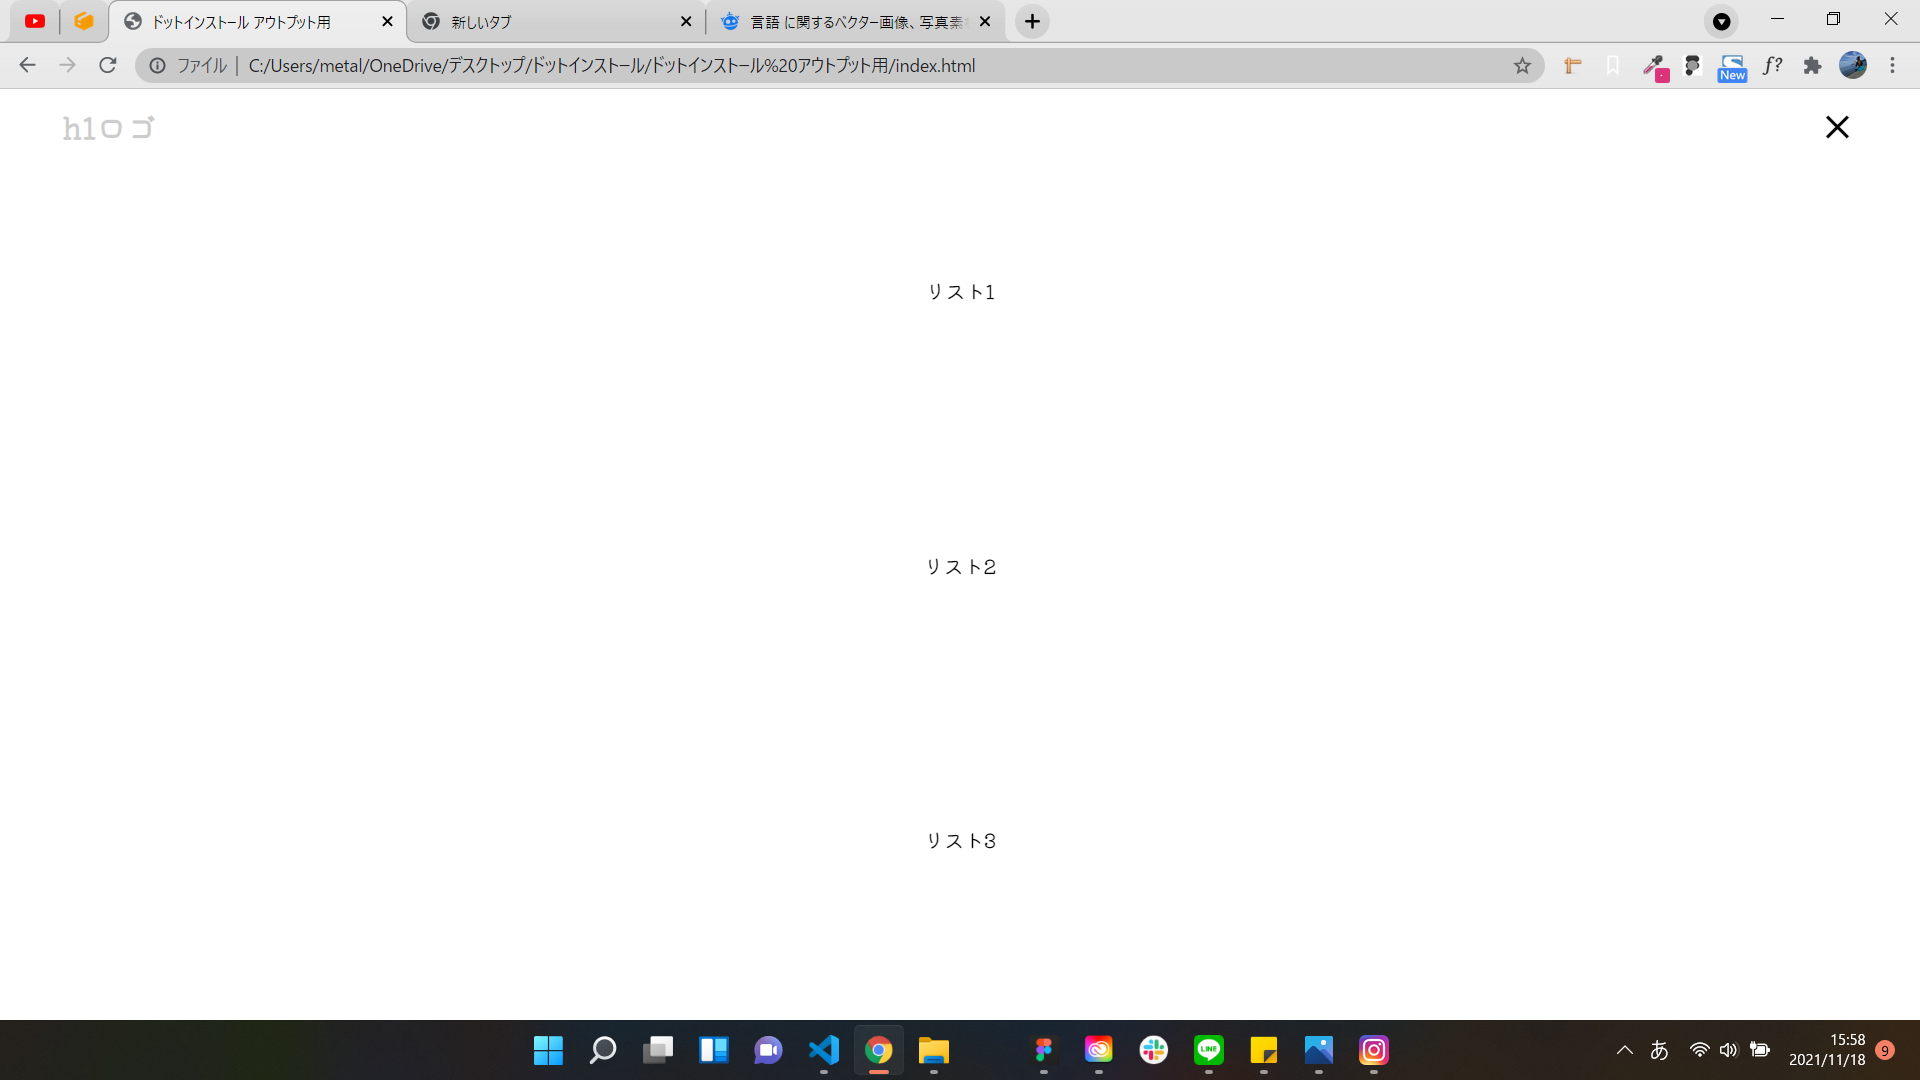 ドットインストール アウトプット用
新しいタブ
言語 に関するベクター画像、写真素
ファイル | C:/Users/metal/OneDrive/デスクトップ/ドットインストール/ドットインストール%20アウトプット用/index.html
New
f?
h1ロゴ
リスト1
リスト2
リスト3
LINE
あ
15:58
2021/11/18
9